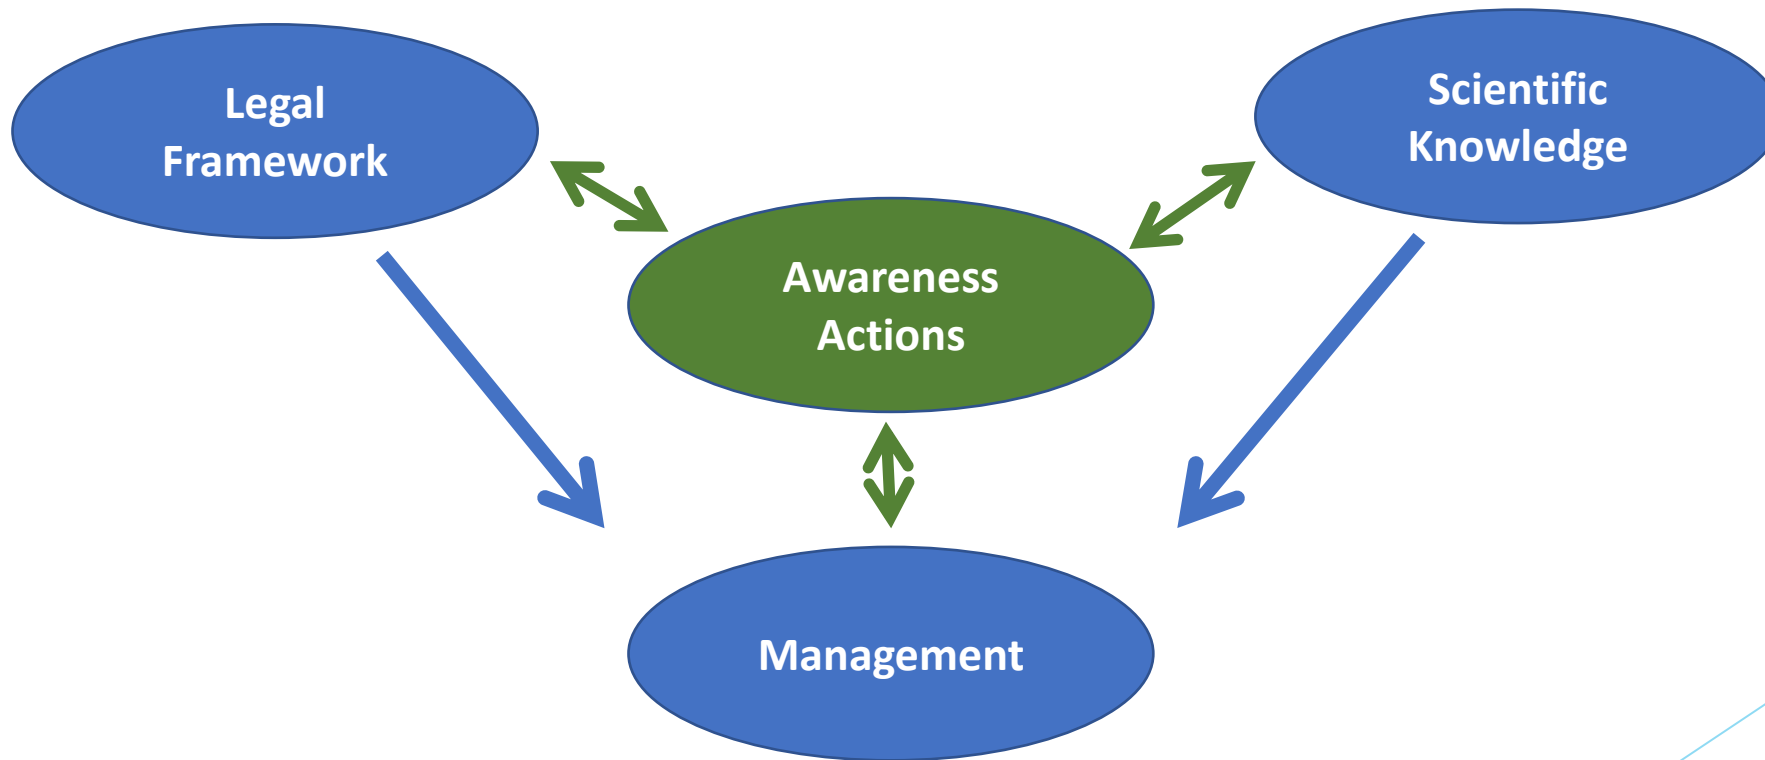 Legal
Framework
Scientific
Knowledge
Awareness
Actions
Management